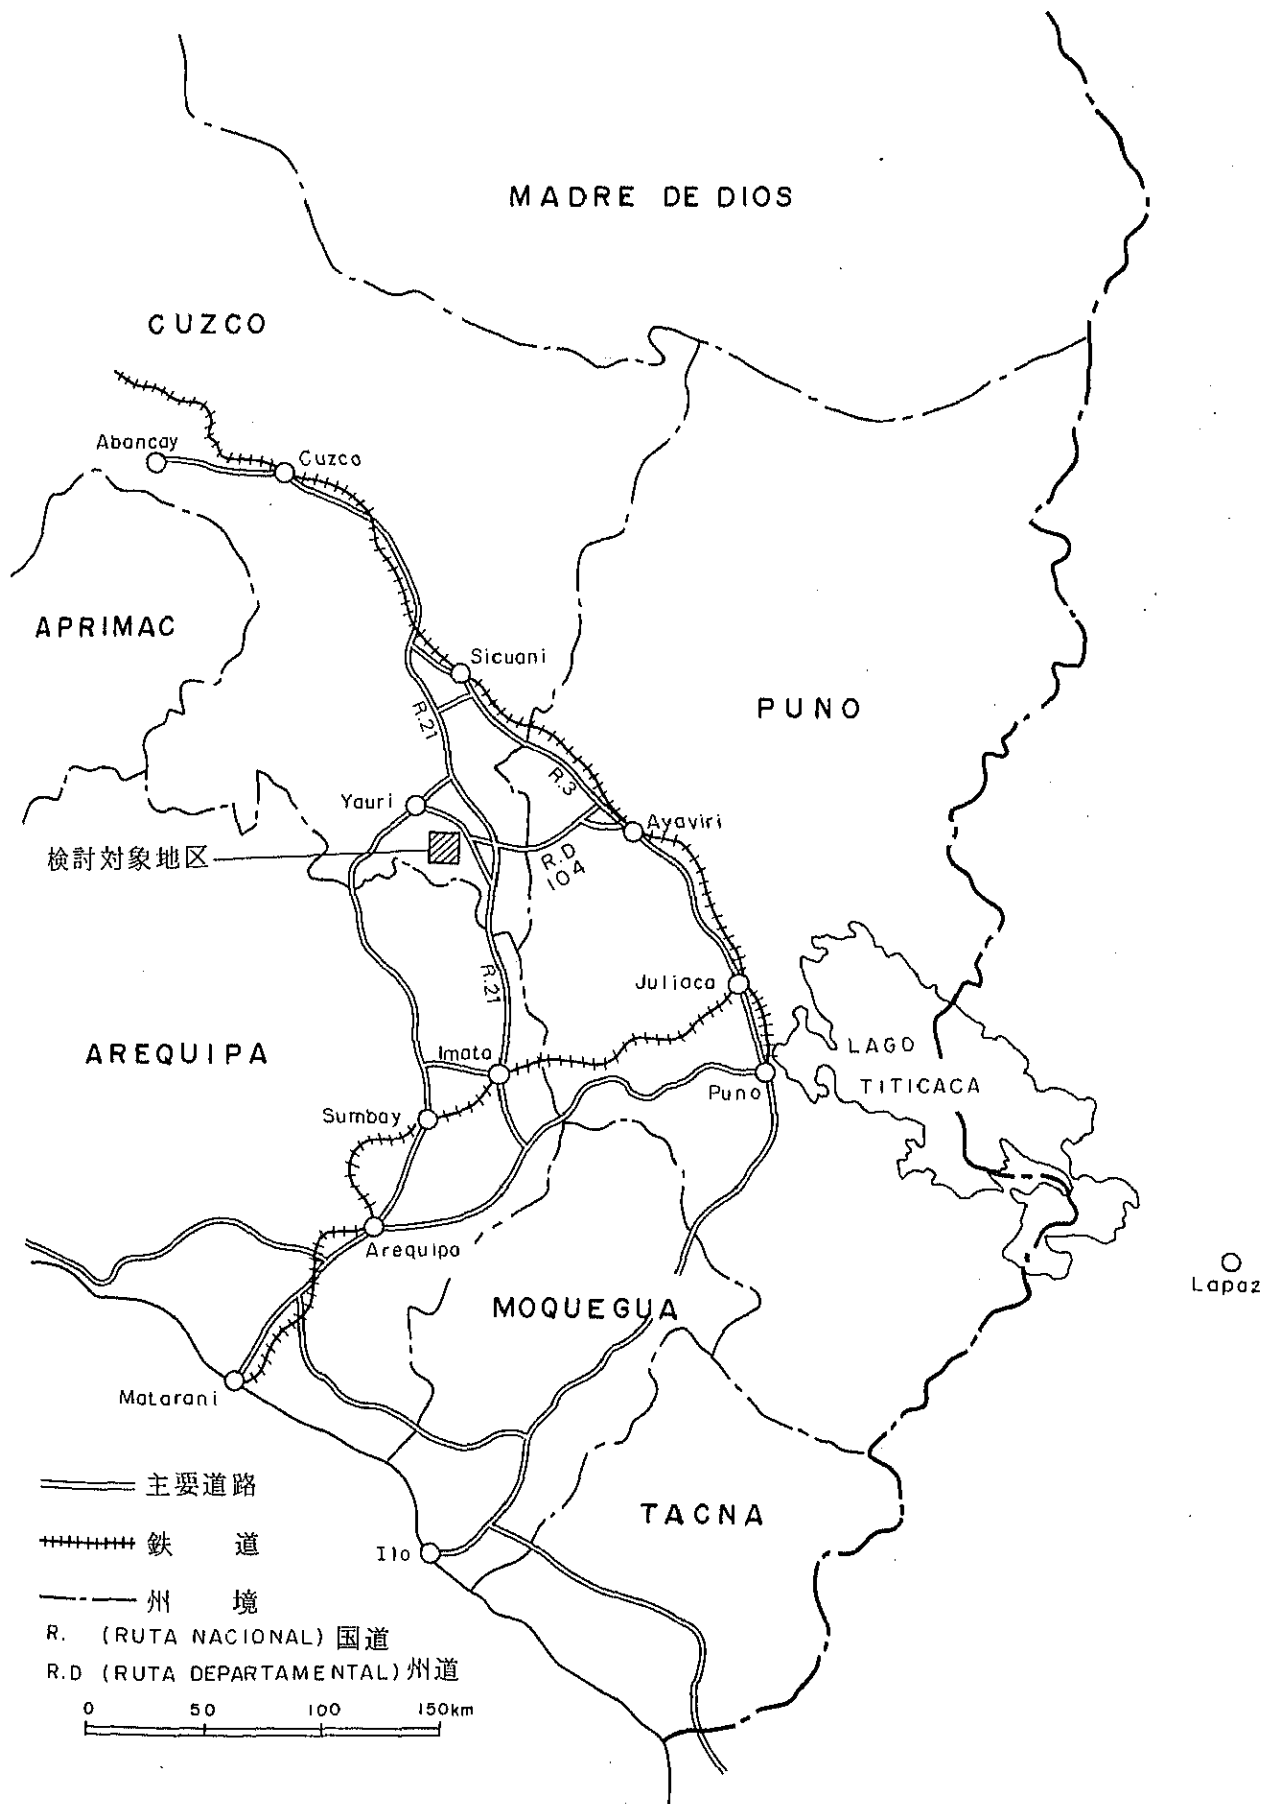 MADRE DE DIOS
CUZCO
Abancay
Cuzco
APRIMAC
Sicuani
PUNO
R.21
R.3
Yauri
Ayaviri
検討対象地区
R.D
104
Juliaca
R.21
LAGO
AREQUIPA
Imata
TITICACA
Puno
Sumbay
Arequipa
Lapaz
MOQUEGUA
Matarani
主要道路
TACNA
鉄 道
Ilo
州 境
R. (RUTA NACIONAL) 国道
R.D (RUTA DEPARTAMENTAL) 州道
0 50 100 150km